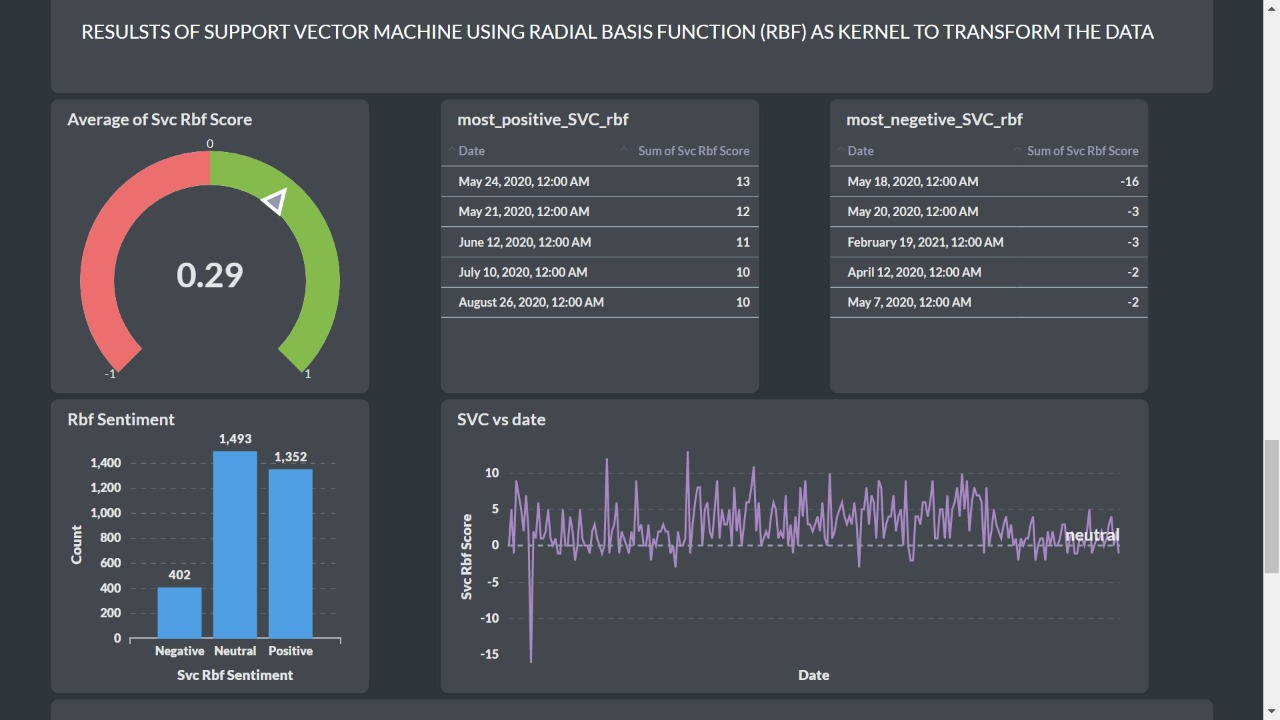 RESULSTS OF SUPPORT VECTOR MACHINE USING RADIAL BASIS FUNCTION (RBF) AS KERNEL TO TRANSFORM THE DATA
Average of Svc Rbf Score
0
0.29
-1
1
most_positive_SVC_rbf
Date Sum of Svc Rbf Score
May 24, 2020, 12:00 AM 13
May 21, 2020, 12:00 AM 12
June 12, 2020, 12:00 AM 11
July 10, 2020, 12:00 AM 10
August 26, 2020, 12:00 AM 10
most_negetive_SVC_rbf
Date Sum of Svc Rbf Score
May 18, 2020, 12:00 AM -16
May 20, 2020, 12:00 AM -3
February 19, 2021, 12:00 AM -3
April 12, 2020, 12:00 AM -2
May 7, 2020, 12:00 AM -2
Rbf Sentiment
1,493
1,352
402
1,400
1,200
1,000
800
600
400
200
0
Count
Negative Neutral Positive
Svc Rbf Sentiment
SVC vs date
10
5
0
-5
-10
-15
Svc Rbf Score
neutral
Date